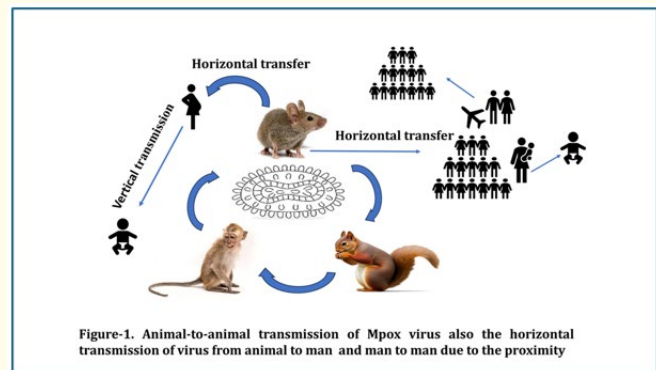 Horizontal transfer
Horizontal transfer
Vertical transmission
Figure-1. Animal-to-animal transmission of Mpox virus also the horizontal
transmission of virus from animal to man and man to man due to the proximity